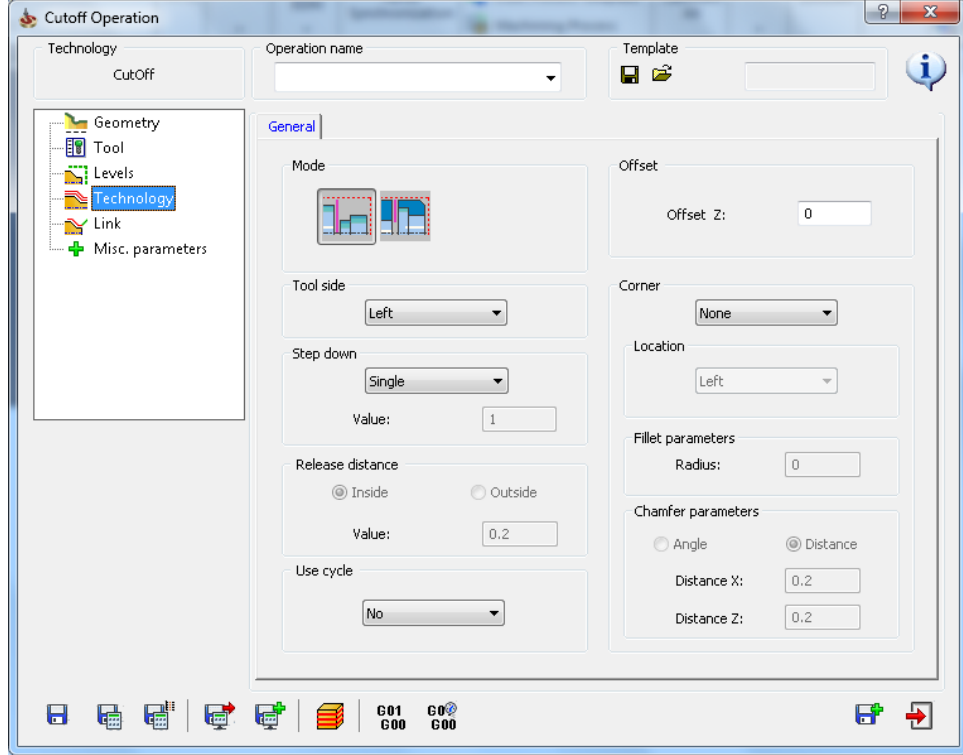 Cutoff Operation
?
Technology
CutOff
Operation name
Template
Geometry
Tool
Levels
Technology
Link
Misc. parameters
General
Mode
Tool side
Left
Step down
Single
Value: 1
Release distance
Inside Outside
Value: 0.2
Use cycle
No
Offset
Offset Z: 0
Corner
None
Location
Left
Fillet parameters
Radius: 0
Chamfer parameters
Angle Distance
Distance X: 0.2
Distance Z: 0.2
G01 G00
G00 G00